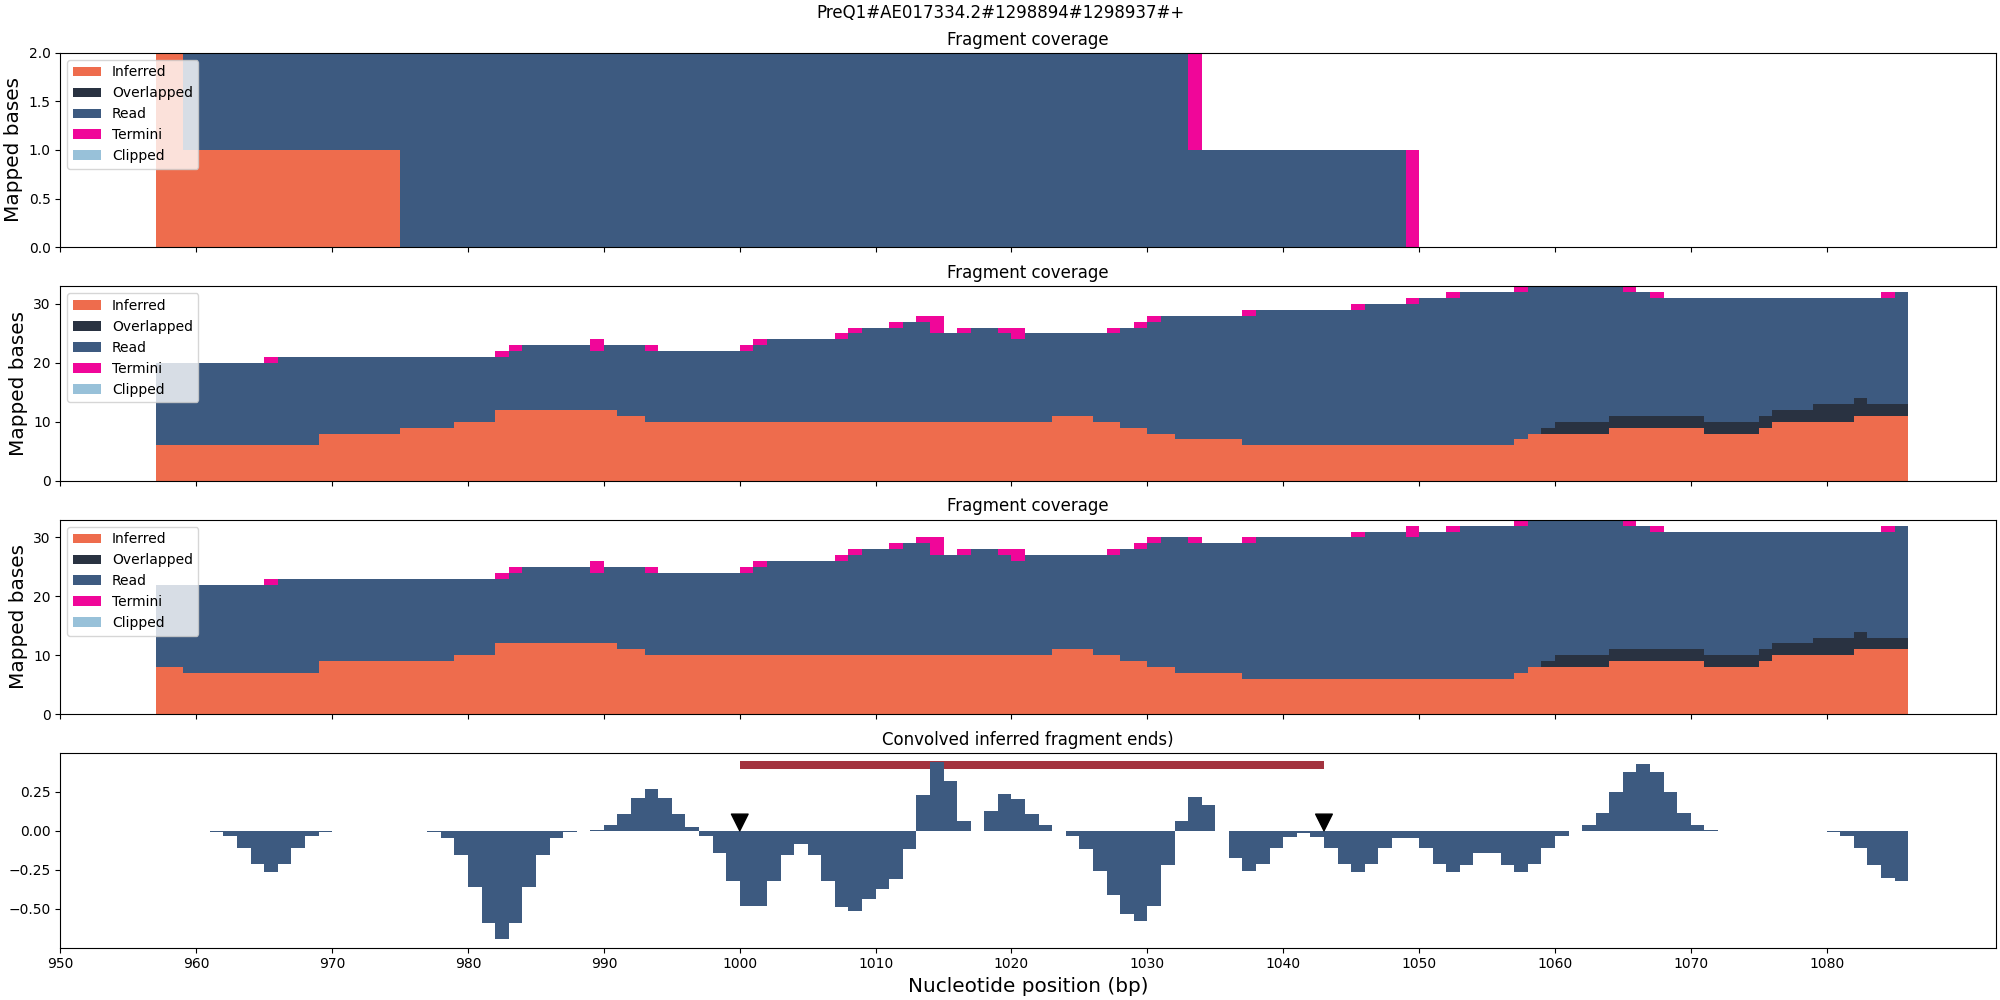 PreQ1#AE017334.2#1298894#1298937#+
Fragment coverage
Mapped bases
2.0
1.5
1.0
0.5
0.0
Inferred
Overlapped
Read
Termini
Clipped
Fragment coverage
Mapped bases
30
20
10
0
Inferred
Overlapped
Read
Termini
Clipped
Fragment coverage
Mapped bases
30
20
10
0
Inferred
Overlapped
Read
Termini
Clipped
Convolved inferred fragment ends)
0.25
0.00
−0.25
−0.50
950 960 970 980 990 1000 1010 1020 1030 1040 1050 1060 1070 1080
Nucleotide position (bp)